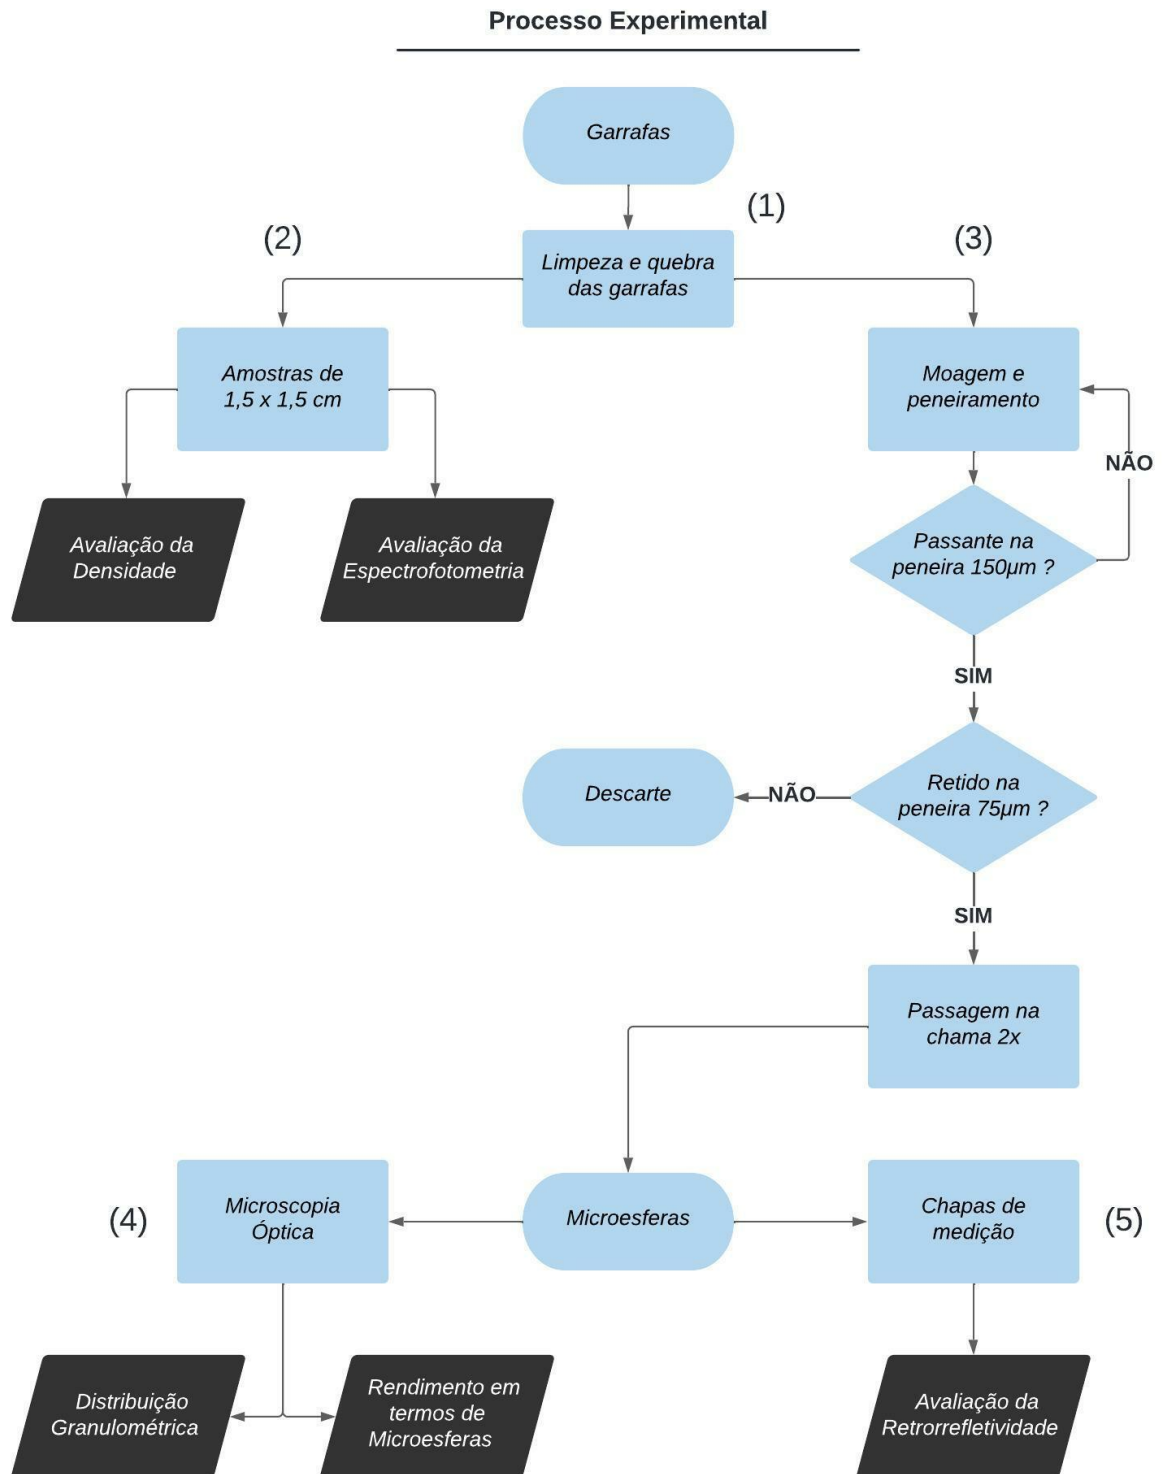 Processo Experimental
Garrafas
(1)
(2)
(3)
Limpeza e quebra
das garrafas
Amostras de
1,5 x 1,5 cm
Moagem e
peneiramento
NÃO
Avaliação da
Densidade
Avaliação da
Espectrofotometria
Passante na
peneira 150µm ?
SIM
Retido na
peneira 75µm ?
NÃO
Descarte
SIM
Passagem na
chama 2x
Microscopia
Óptica
(4)
Microesferas
Chapas de
medição
(5)
Distribuição
Granulométrica
Rendimento em
termos de
Microesferas
Avaliação da
Retrorrefletividade